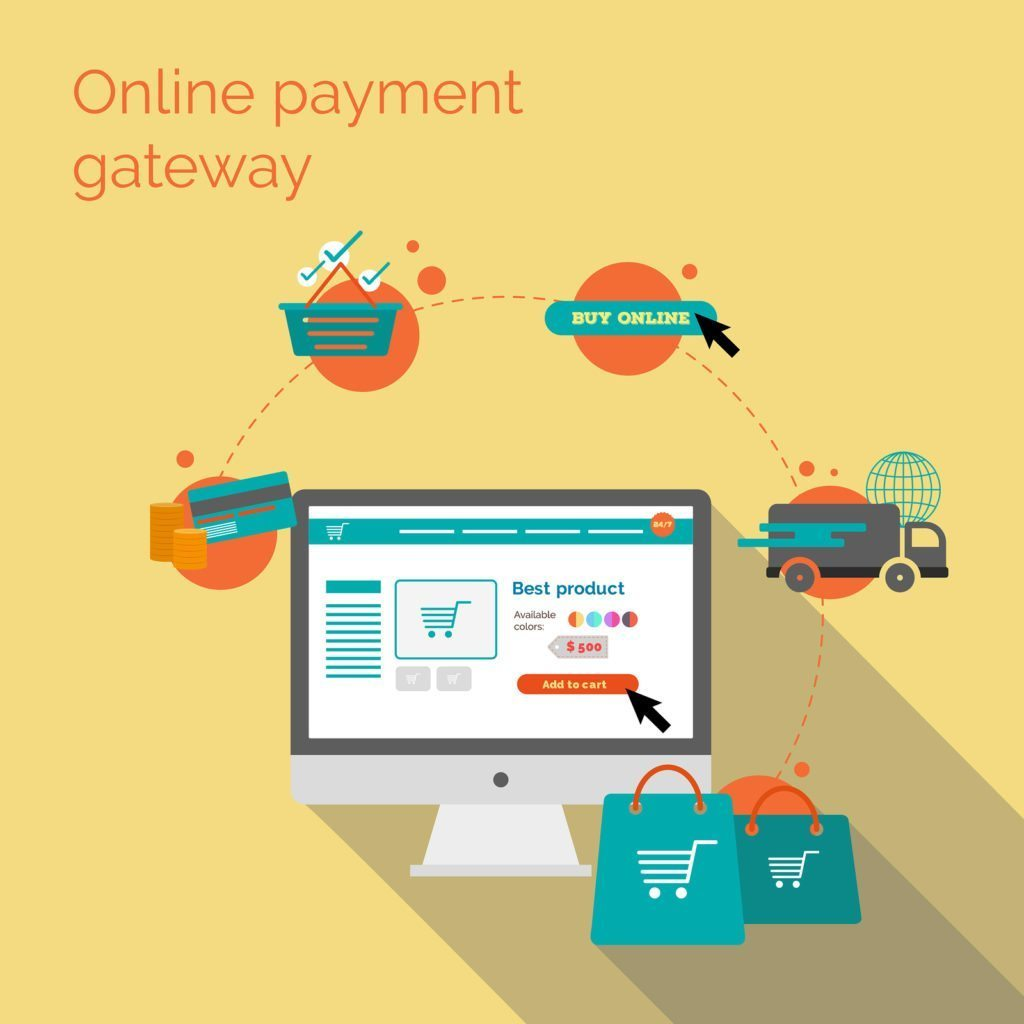 Online payment
gateway
BUY ONLINE
24/7
Best product
Available
colors:
$ 500
Add to cart